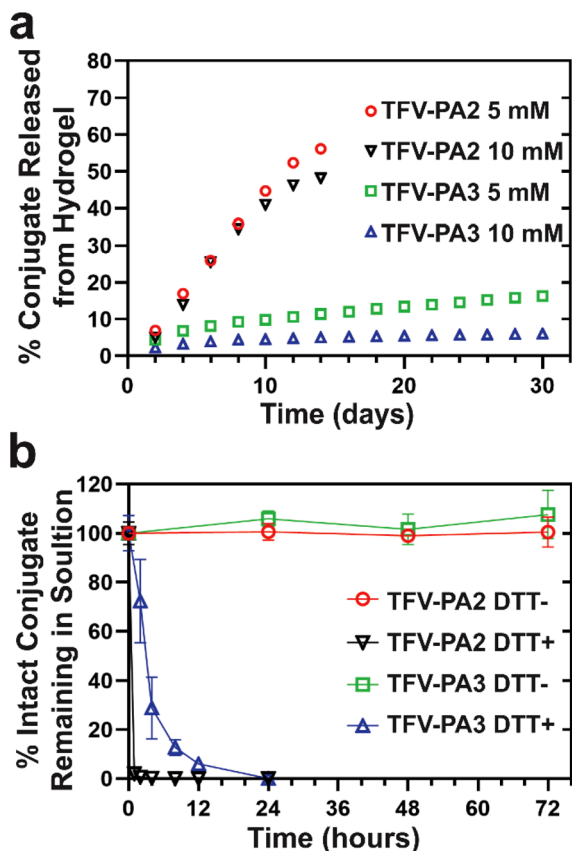 a
% Conjugate Released
from Hydrogel
80
70
60
50
40
30
20
10
0
TFV-PA2 5 mM
TFV-PA2 10 mM
TFV-PA3 5 mM
TFV-PA3 10 mM
0 10 20 30
Time (days)
b
% Intact Conjugate
Remaining in Soultion
120
100
80
60
40
20
0
TFV-PA2 DTT-
TFV-PA2 DTT+
TFV-PA3 DTT-
TFV-PA3 DTT+
0 12 24 36 48 60 72
Time (hours)